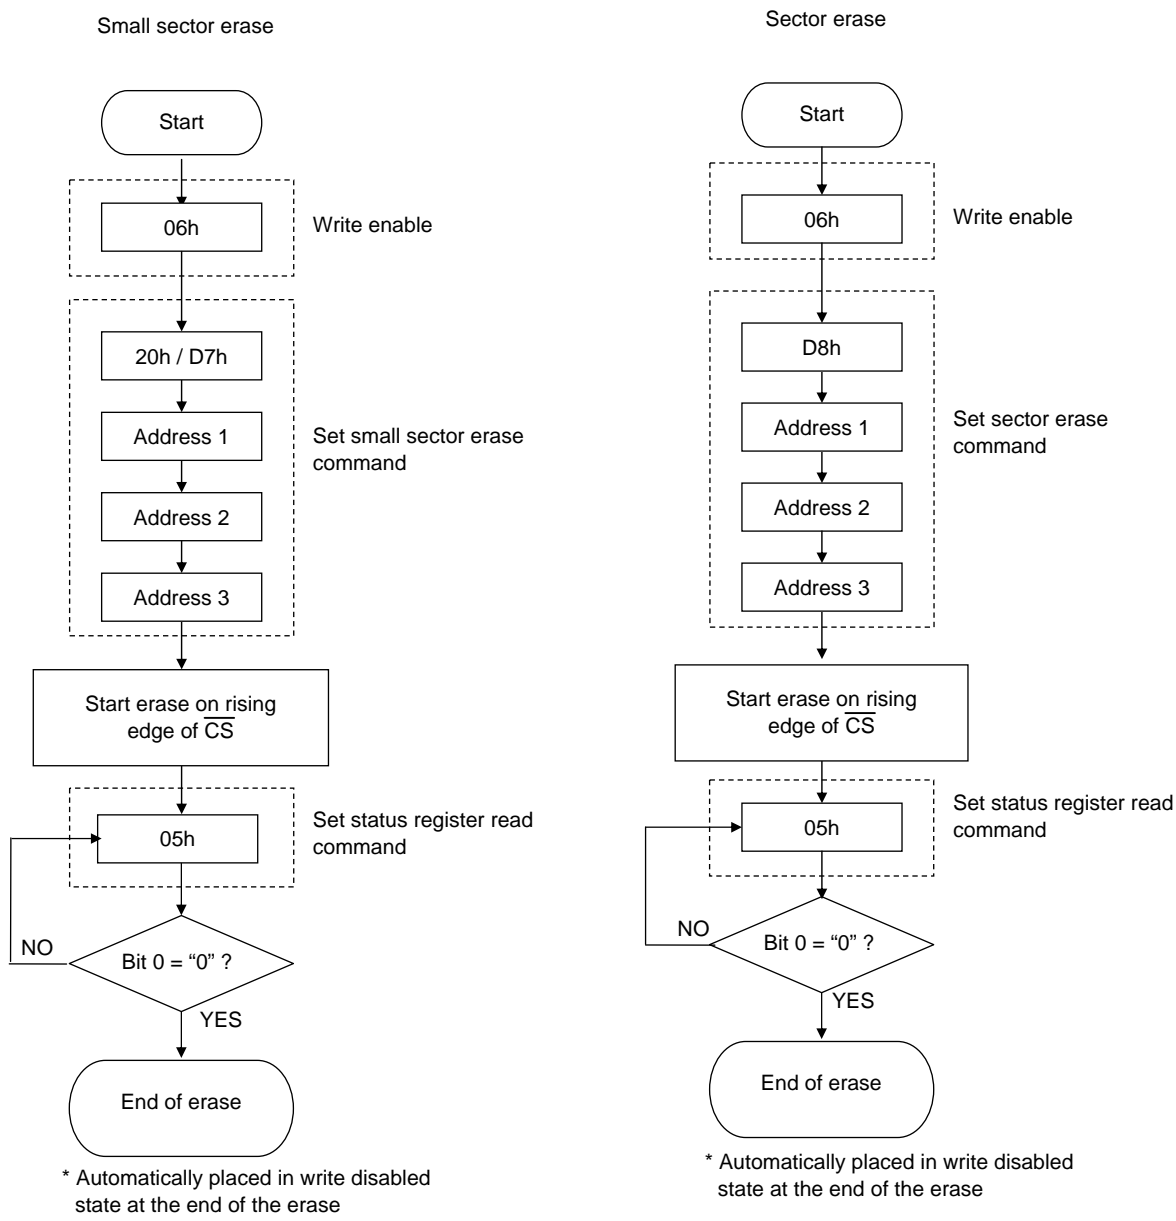 Small sector erase
Start
06h
Write enable
20h / D7h
Address 1
Set small sector erase
command
Address 2
Address 3
Start erase on rising
edge of C̅S̅
05h
Set status register read
command
NO
Bit 0 = “0” ?
YES
End of erase
* Automatically placed in write disabled
state at the end of the erase
Sector erase
Start
06h
Write enable
D8h
Address 1
Set sector erase
command
Address 2
Address 3
Start erase on rising
edge of C̅S̅
05h
Set status register read
command
NO
Bit 0 = “0” ?
YES
End of erase
* Automatically placed in write disabled
state at the end of the erase